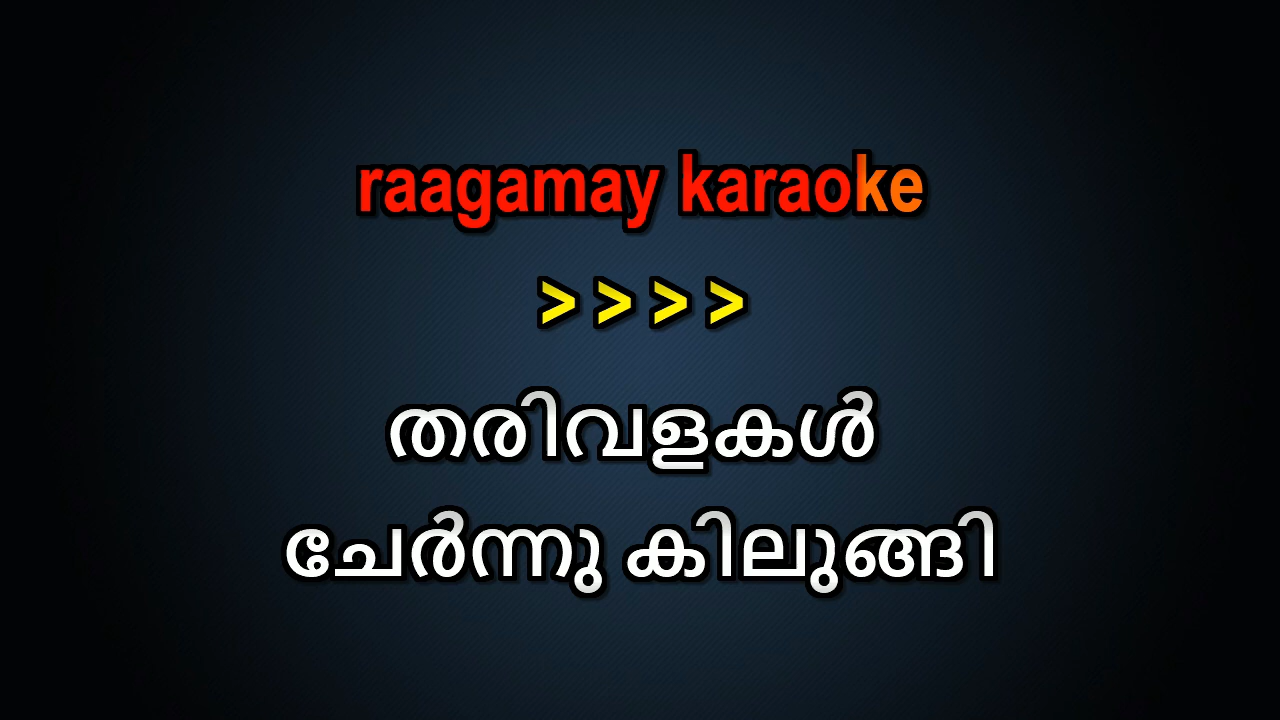 raagamay karaoke
> > > >
തരിവളകൾ
ചേർന്നു കിലുങ്ങി